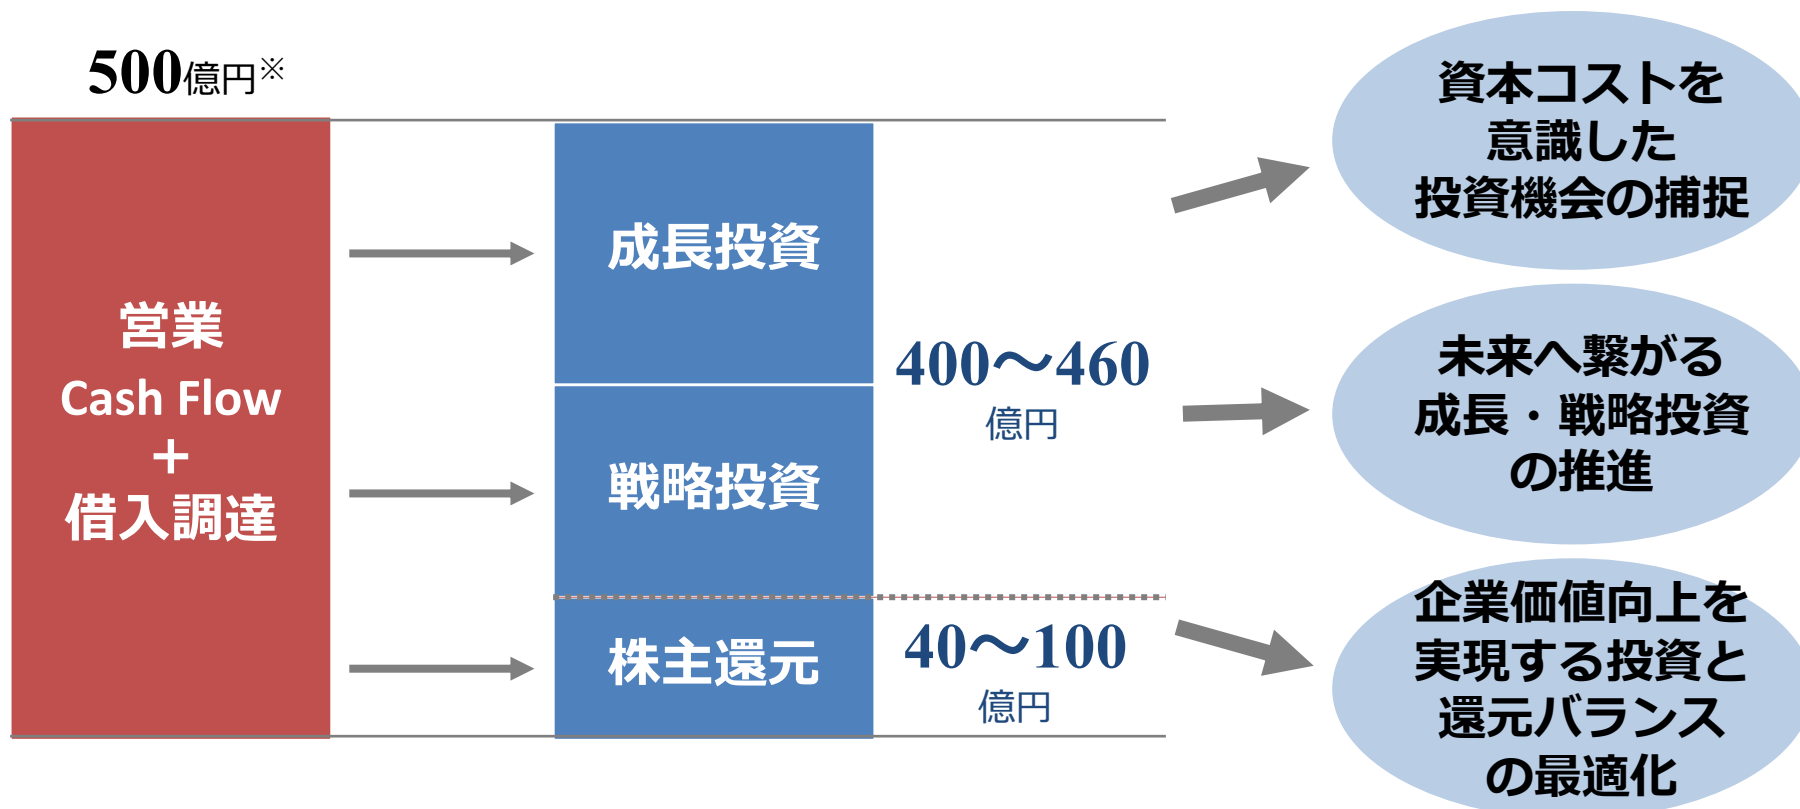 500億円※
営業
Cash Flow
+
借入調達
成長投資
戦略投資
株主還元
400～460
億円
40～100
億円
資本コストを
意識した
投資機会の捕捉
未来へ繋がる
成長・戦略投資
の推進
企業価値向上を
実現する投資と
還元バランス
の最適化